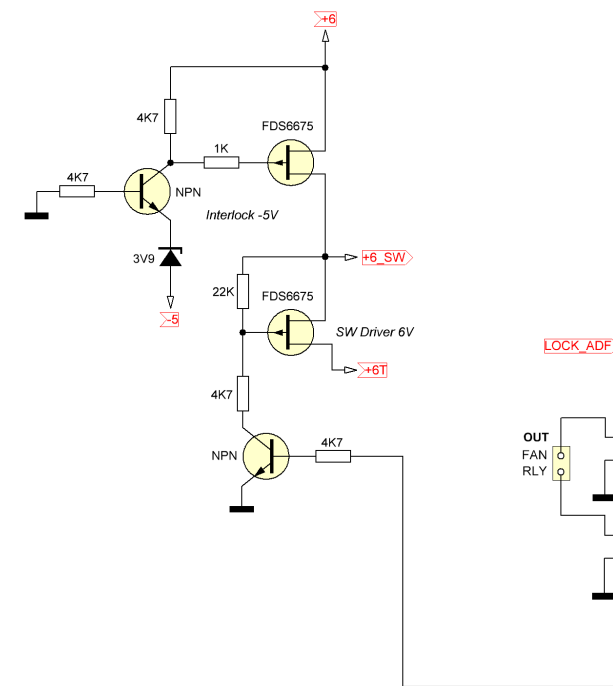 +6
4K7
FDS6675
1K
4K7
NPN
Interlock -5V
3V9
+6_SW
22K
FDS6675
-5
SW Driver 6V
LOCK_ADF
+6T
4K7
OUT
4K7
NPN
FAN
RLY